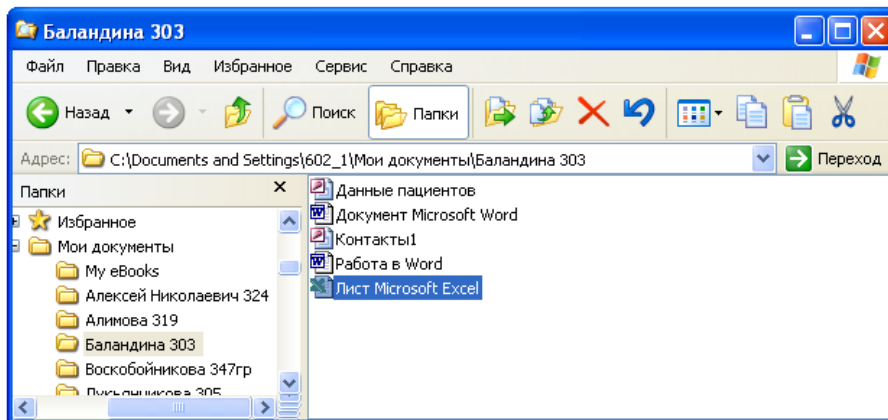 Баландина 303
Файл Правка Вид Избранное Сервис Справка
Назад Поиск Папки
Адрес: C:\Documents and Settings\602_1\Мои документы\Баландина 303 Переход
Папки
Избранное
Мои документы
My eBooks
Алексей Николаевич 324
Алимова 319
Баландина 303
Воскобойникова 347гр
Лукьянчикова 305
Данные пациентов
Документ Microsoft Word
Контакты1
Работа в Word
Лист Microsoft Excel